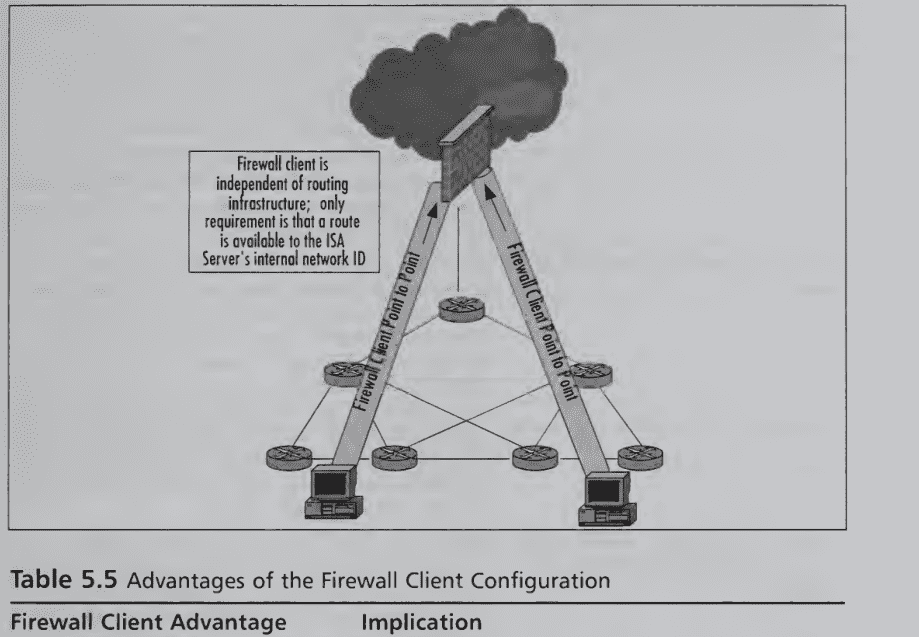 Firewall client is
independent of routing
infrastructure; only
requirement is that a route
is available to the ISA
Server's internal network ID
Firewall Client Point to Point
Firewall Client Point to Point
Table 5.5 Advantages of the Firewall Client Configuration
Firewall Client Advantage Implication